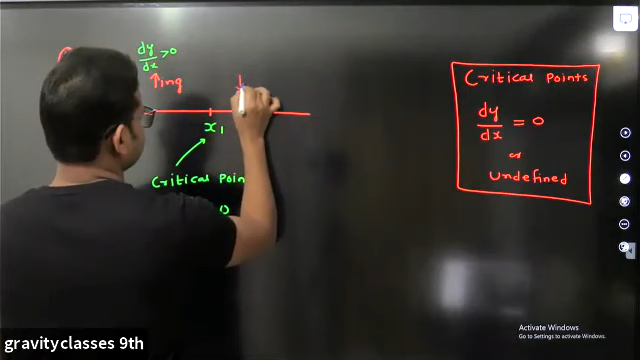 dy
dx >0
↑ing
x1
Critical Poin
Critical Points
dy
dx = 0
or
Undefined
Activate Windows
Go to Settings to activate Windows.
gravityclasses 9th